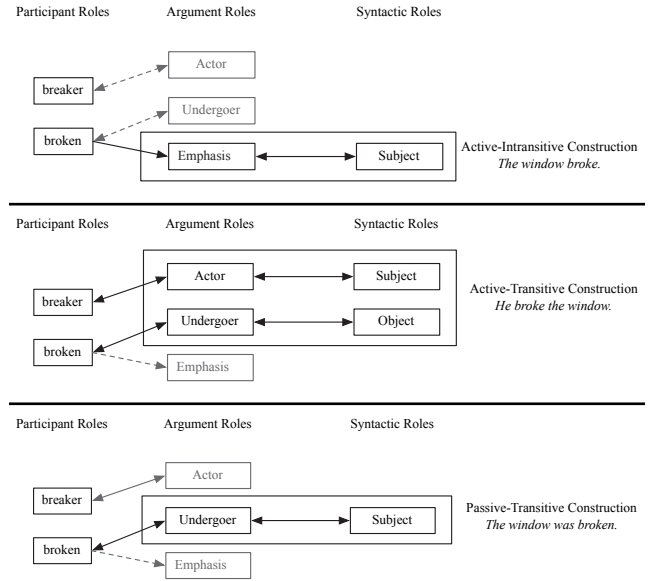 Participant Roles Argument Roles Syntactic Roles
Actor
breaker
Undergoer
broken
Emphasis Subject
Active-Intransitive Construction
The window broke.
Participant Roles Argument Roles Syntactic Roles
Actor Subject
breaker
Active-Transitive Construction
He broke the window.
Undergoer Object
broken
Emphasis
Participant Roles Argument Roles Syntactic Roles
Actor
breaker
Undergoer Subject
Passive-Transitive Construction
The window was broken.
broken
Emphasis